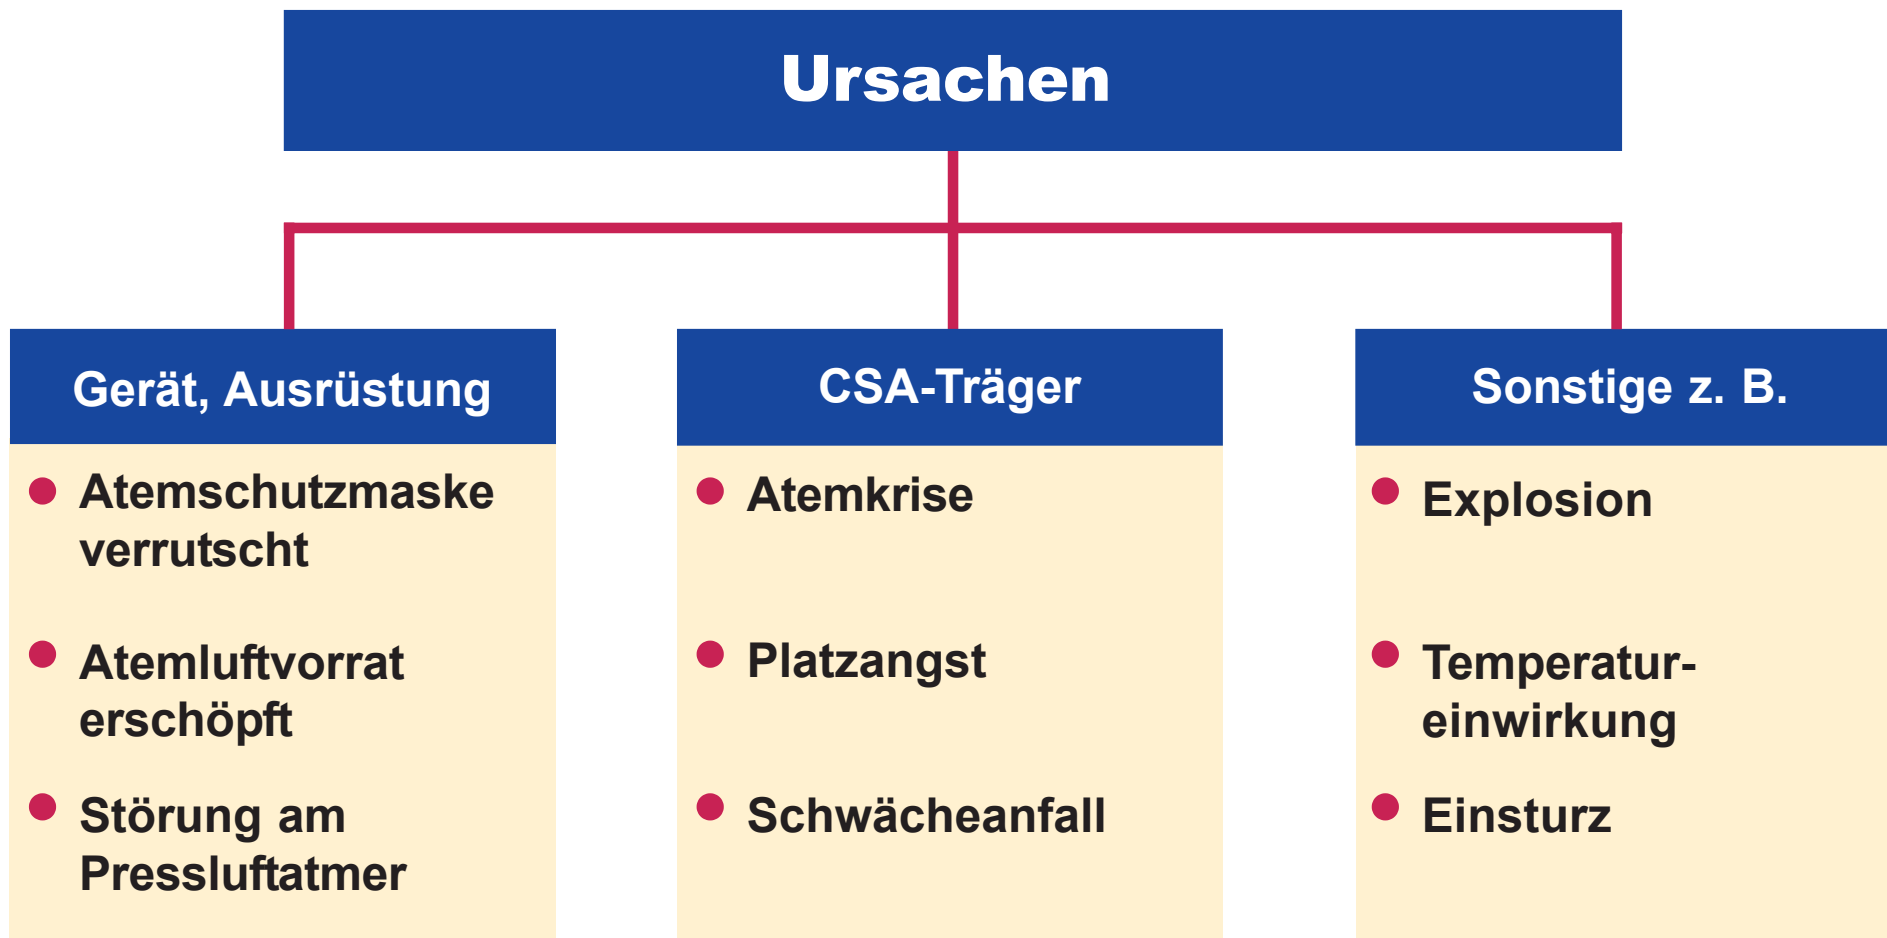 Ursachen
Gerät, Ausrüstung
Atemschutzmaske
verrutscht
Atemluftvorrat
erschöpft
Störung am
Pressluftatmer
CSA-Träger
Atemkrise
Platzangst
Schwächeanfall
Sonstige z. B.
Explosion
Temperatur-
einwirkung
Einsturz